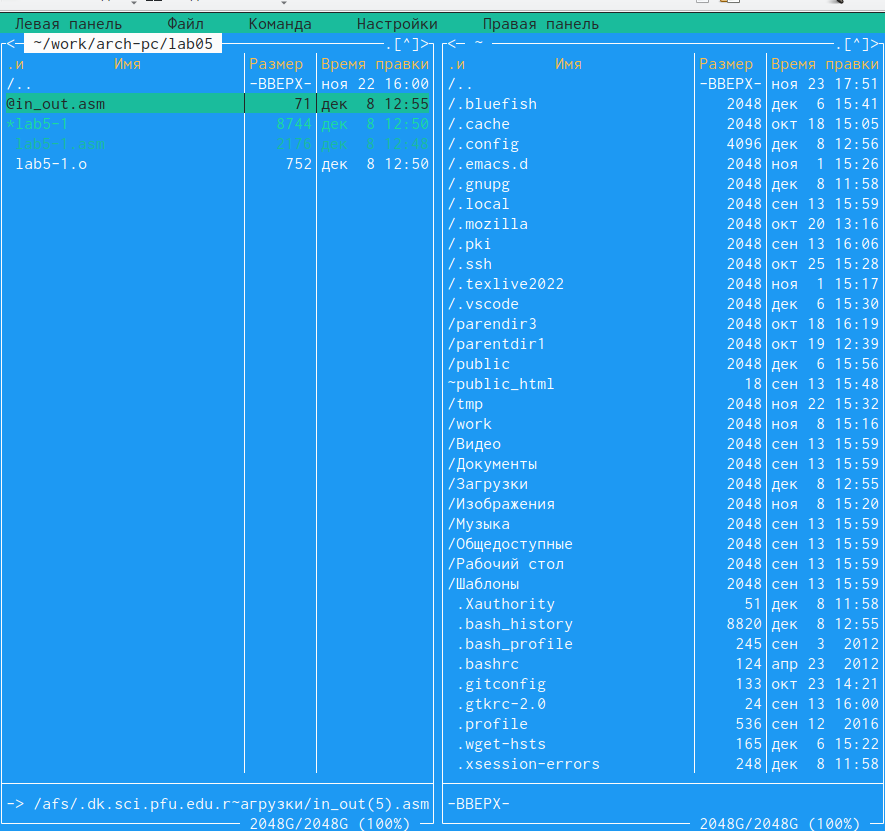 Левая панель Файл Команда Настройки Правая панель
<- ~/work/arch-pc/lab05 .[^]>
.и Имя Размер Время правки
/.. -ВВЕРХ- ноя 22 16:00
@in_out.asm 71 дек 8 12:55
*lab5-1 8744 дек 8 12:50
lab5-1.asm 2176 дек 8 12:48
lab5-1.o 752 дек 8 12:50
-> /afs/.dk.sci.pfu.edu.r~агрузки/in_out(5).asm
2048G/2048G (100%)
<- ~ .[^]>
.и Имя Размер Время правки
/.. -ВВЕРХ- ноя 23 17:51
/.bluefish 2048 дек 6 15:41
/.cache 2048 окт 18 15:05
/.config 4096 дек 8 12:56
/.emacs.d 2048 ноя 1 15:26
/.gnupg 2048 дек 8 11:58
/.local 2048 сен 13 15:59
/.mozilla 2048 окт 20 13:16
/.pki 2048 сен 13 16:06
/.ssh 2048 окт 25 15:28
/.texlive2022 2048 ноя 1 15:17
/.vscode 2048 дек 6 15:30
/parendir3 2048 окт 18 16:19
/parentdir1 2048 окт 19 12:39
/public 2048 дек 6 15:56
~public_html 18 сен 13 15:48
/tmp 2048 ноя 22 15:32
/work 2048 ноя 8 15:16
/Видео 2048 сен 13 15:59
/Документы 2048 сен 13 15:59
/Загрузки 2048 дек 8 12:55
/Изображения 2048 ноя 8 15:20
/Музыка 2048 сен 13 15:59
/Общедоступные 2048 сен 13 15:59
/Рабочий стол 2048 сен 13 15:59
/Шаблоны 2048 сен 13 15:59
.Xauthority 51 дек 8 11:58
.bash_history 8820 дек 8 12:55
.bash_profile 245 сен 3 2012
.bashrc 124 апр 23 2012
.gitconfig 133 окт 23 14:21
.gtkrc-2.0 24 сен 13 16:00
.profile 536 сен 12 2016
.wget-hsts 165 дек 6 15:22
.xsession-errors 248 дек 8 11:58
-ВВЕРХ-
2048G/2048G (100%)